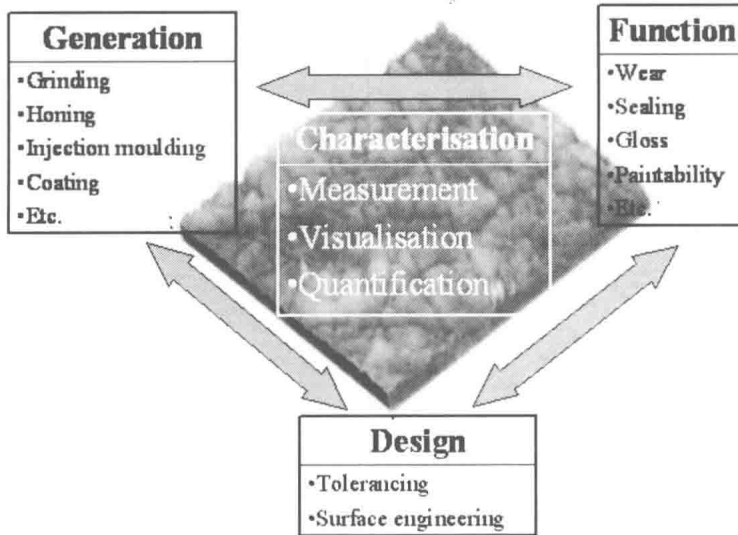 Generation
•Grinding
•Honing
•Injection moulding
•Coating
•Etc.
Function
•Wear
•Sealing
•Gloss
•Paintability
•Etc.
Characterisation
•Measurement
•Visualisation
•Quantification
Design
•Tolerancing
•Surface engineering